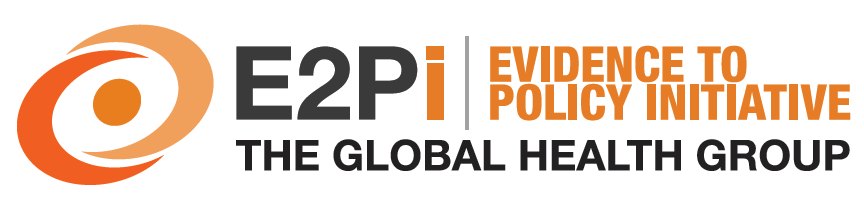 E2Pi
EVIDENCE TO
POLICY INITIATIVE
THE GLOBAL HEALTH GROUP